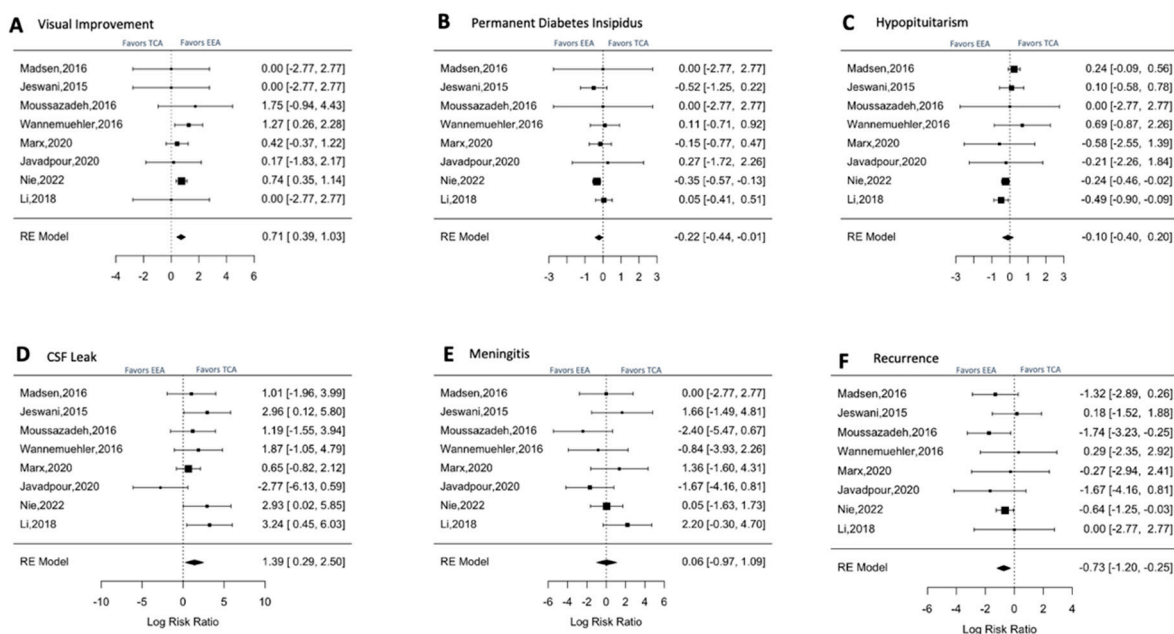 A Visual Improvement
Favors TCA Favors EEA
Madsen,2016 0.00 [-2.77, 2.77]
Jeswani,2015 0.00 [-2.77, 2.77]
Moussazadeh,2016 1.75 [-0.94, 4.43]
Wannemuehler,2016 1.27 [ 0.26, 2.28]
Marx,2020 0.42 [-0.37, 1.22]
Javadpour,2020 0.17 [-1.83, 2.17]
Nie,2022 0.74 [ 0.35, 1.14]
Li,2018 0.00 [-2.77, 2.77]
RE Model 0.71 [ 0.39, 1.03]
-4 -2 0 2 4 6
B Permanent Diabetes Insipidus
Favors EEA Favors TCA
Madsen,2016 0.00 [-2.77, 2.77]
Jeswani,2015 -0.52 [-1.25, 0.22]
Moussazadeh,2016 0.00 [-2.77, 2.77]
Wannemuehler,2016 0.11 [-0.71, 0.92]
Marx,2020 -0.15 [-0.77, 0.47]
Javadpour,2020 0.27 [-1.72, 2.26]
Nie,2022 -0.35 [-0.57, -0.13]
Li,2018 0.05 [-0.41, 0.51]
RE Model -0.22 [-0.44, -0.01]
-3 -2 -1 0 1 2 3
C Hypopituitarism
Favors EEA Favors TCA
Madsen,2016 0.24 [-0.09, 0.56]
Jeswani,2015 0.10 [-0.58, 0.78]
Moussazadeh,2016 0.00 [-2.77, 2.77]
Wannemuehler,2016 0.69 [-0.87, 2.26]
Marx,2020 -0.58 [-2.55, 1.39]
Javadpour,2020 -0.21 [-2.26, 1.84]
Nie,2022 -0.24 [-0.46, -0.02]
Li,2018 -0.49 [-0.90, -0.09]
RE Model -0.10 [-0.40, 0.20]
-3 -1 0 1 2 3
D CSF Leak
Favors EEA Favors TCA
Madsen,2016 1.01 [-1.96, 3.99]
Jeswani,2015 2.96 [ 0.12, 5.80]
Moussazadeh,2016 1.19 [-1.55, 3.94]
Wannemuehler,2016 1.87 [-1.05, 4.79]
Marx,2020 0.65 [-0.82, 2.12]
Javadpour,2020 -2.77 [-6.13, 0.59]
Nie,2022 2.93 [ 0.02, 5.85]
Li,2018 3.24 [ 0.45, 6.03]
RE Model 1.39 [ 0.29, 2.50]
-10 -5 0 5 10
Log Risk Ratio
E Meningitis
Favors EEA Favors TCA
Madsen,2016 0.00 [-2.77, 2.77]
Jeswani,2015 1.66 [-1.49, 4.81]
Moussazadeh,2016 -2.40 [-5.47, 0.67]
Wannemuehler,2016 -0.84 [-3.93, 2.26]
Marx,2020 1.36 [-1.60, 4.31]
Javadpour,2020 -1.67 [-4.16, 0.81]
Nie,2022 0.05 [-1.63, 1.73]
Li,2018 2.20 [-0.30, 4.70]
RE Model 0.06 [-0.97, 1.09]
-6 -4 -2 0 2 4 6
Log Risk Ratio
F Recurrence
Favors EEA Favors TCA
Madsen,2016 -1.32 [-2.89, 0.26]
Jeswani,2015 0.18 [-1.52, 1.88]
Moussazadeh,2016 -1.74 [-3.23, -0.25]
Wannemuehler,2016 0.29 [-2.35, 2.92]
Marx,2020 -0.27 [-2.94, 2.41]
Javadpour,2020 -1.67 [-4.16, 0.81]
Nie,2022 -0.64 [-1.25, -0.03]
Li,2018 0.00 [-2.77, 2.77]
RE Model -0.73 [-1.20, -0.25]
-6 -4 -2 0 2 4
Log Risk Ratio